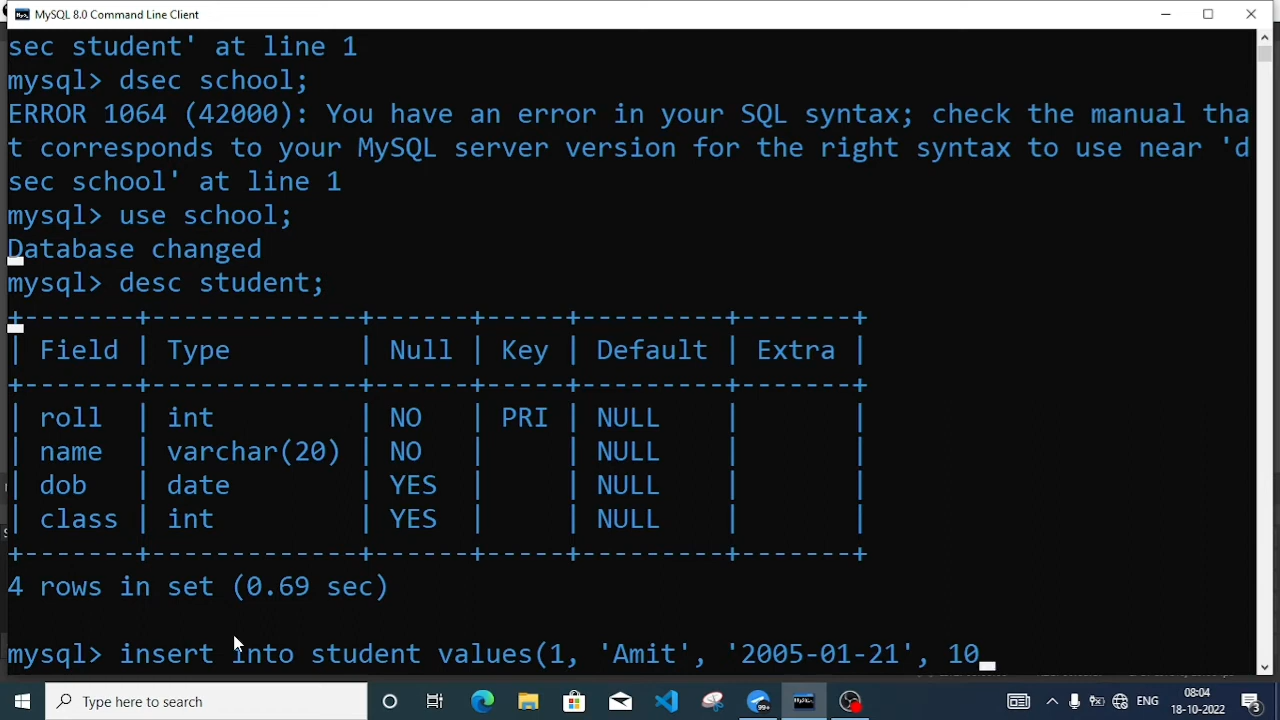 MySQL 8.0 Command Line Client
sec student' at line 1
mysql> dsec school;
ERROR 1064 (42000): You have an error in your SQL syntax; check the manual tha
t corresponds to your MySQL server version for the right syntax to use near 'd
sec school' at line 1
mysql> use school;
Database changed
mysql> desc student;
+-------+-------------+------+-----+---------+-------+
| Field | Type        | Null | Key | Default | Extra |
+-------+-------------+------+-----+---------+-------+
| roll  | int         | NO   | PRI | NULL    |       |
| name  | varchar(20) | NO   |     | NULL    |       |
| dob   | date        | YES  |     | NULL    |       |
| class | int         | YES  |     | NULL    |       |
+-------+-------------+------+-----+---------+-------+
4 rows in set (0.69 sec)
mysql> insert into student values(1, 'Amit', '2005-01-21', 10
Type here to search
99+
ENG
08:04
18-10-2022
3